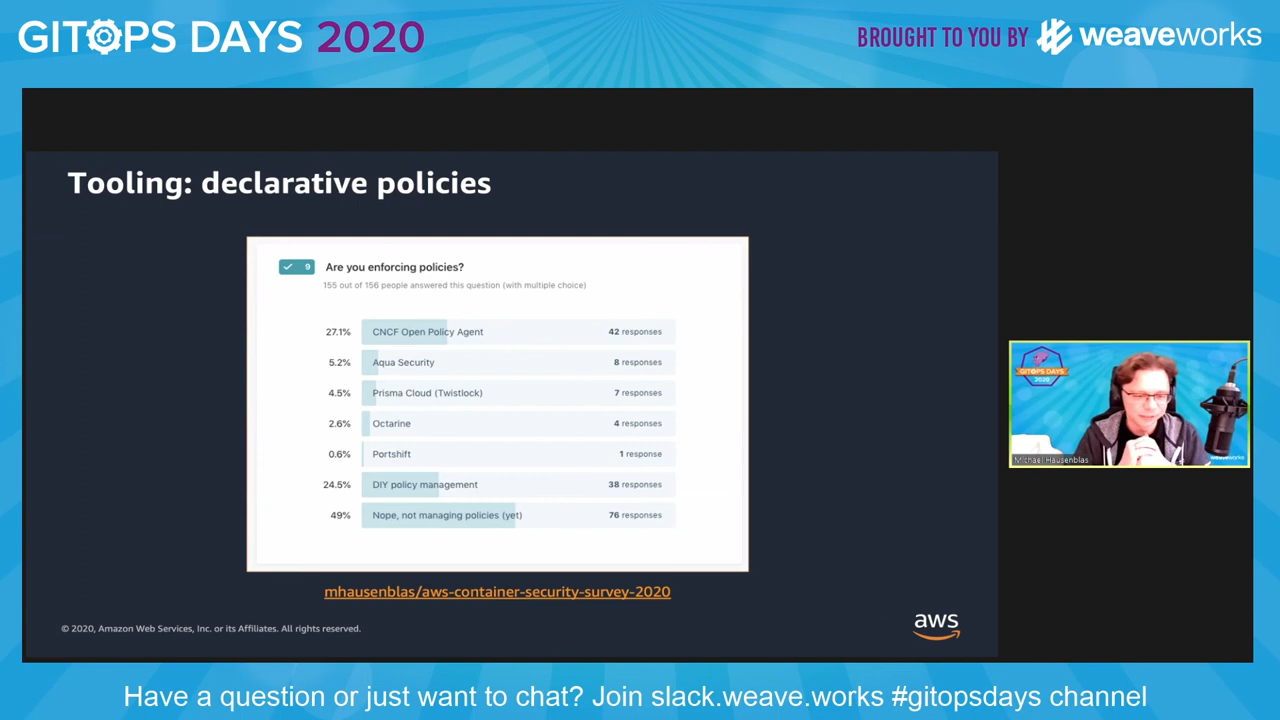 GITOPS DAYS 2020
BROUGHT TO YOU BY weaveworks
Tooling: declarative policies
9 Are you enforcing policies?
155 out of 156 people answered this question (with multiple choice)
27.1% CNCF Open Policy Agent 42 responses
5.2% Aqua Security 8 responses
4.5% Prisma Cloud (Twistlock) 7 responses
2.6% Octarine 4 responses
0.6% Portshift 1 response
24.5% DIY policy management 38 responses
49% Nope, not managing policies (yet) 76 responses
mhausenblas/aws-container-security-survey-2020
© 2020, Amazon Web Services, Inc. or its Affiliates. All rights reserved.
aws
GITOPS DAYS
2020
Michael Hausenblas
weaveworks
Have a question or just want to chat? Join slack.weave.works #gitopsdays channel